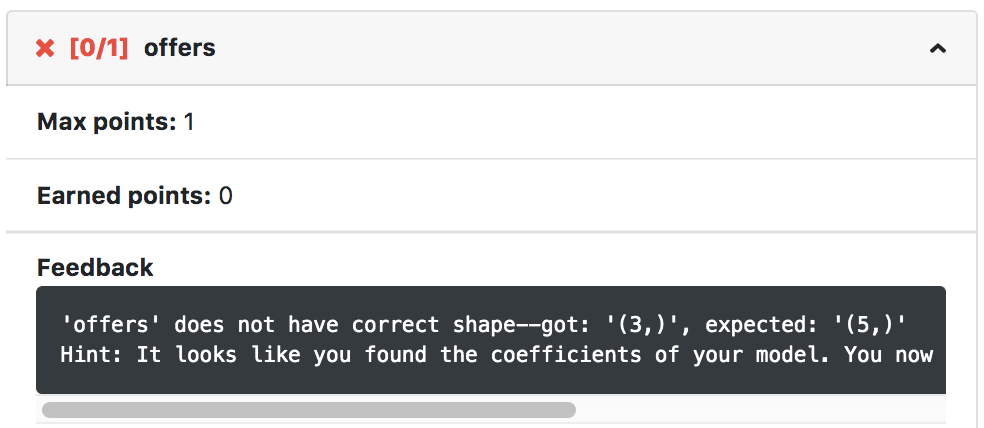 ✖ [0/1] offers
Max points: 1
Earned points: 0
Feedback
'offers' does not have correct shape--got: '(3,)', expected: '(5,)'
Hint: It looks like you found the coefficients of your model. You now